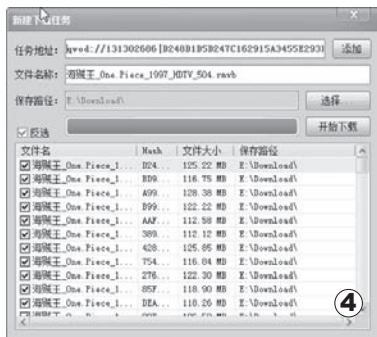 新建下载任务
任务地址: qvod://131302606|D248B1B5B247C162915A3455E2931 添加
文件名称: 海贼王_One Piece_1997_HDTV_504.rmvb
保存路径: E:\Download\ 选择
反选 开始下载
文件名 Hash 文件大小 保存路径
海贼王_One.Piece_1... D24... 125.22 MB E:\Download\
海贼王_One.Piece_1... BD9... 116.75 MB E:\Download\
海贼王_One.Piece_1... A99... 128.38 MB E:\Download\
海贼王_One.Piece_1... D99... 122.22 MB E:\Download\
海贼王_One.Piece_1... AAF... 112.58 MB E:\Download\
海贼王_One.Piece_1... 389... 112.12 MB E:\Download\
海贼王_One.Piece_1... 428... 125.85 MB E:\Download\
海贼王_One.Piece_1... 754... 116.84 MB E:\Download\
海贼王_One.Piece_1... 276... 122.30 MB E:\Download\
海贼王_One.Piece_1... 85F... 118.90 MB E:\Download\
海贼王_One.Piece_1... DEA... 118.26 MB E:\Download\
④